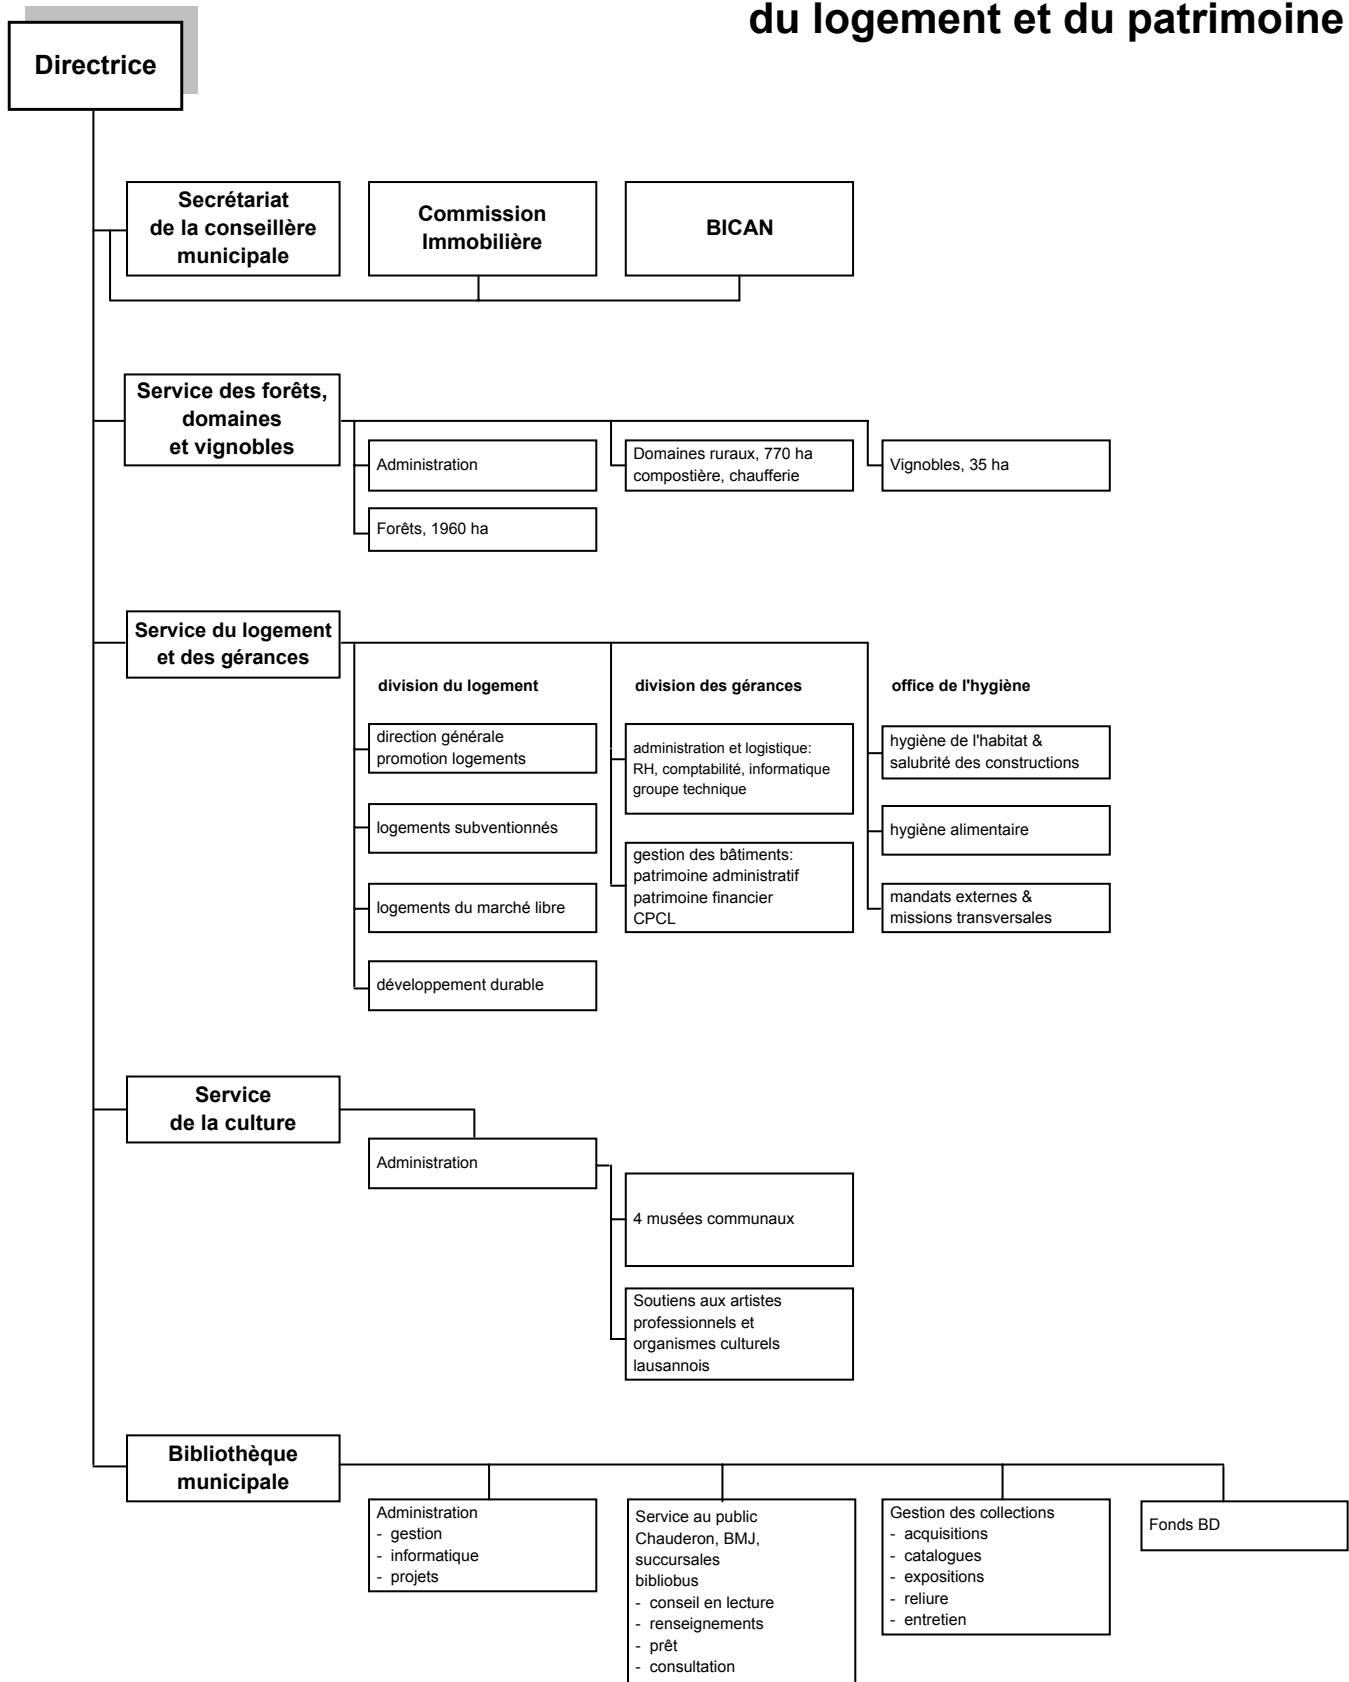 du logement et du patrimoine
Directrice
Secrétariat
de la conseillère
municipale
Commission
Immobilière
BICAN
Service des forêts,
domaines
et vignobles
Administration
Domaines ruraux, 770 ha
compostière, chaufferie
Vignobles, 35 ha
Forêts, 1960 ha
Service du logement
et des gérances
division du logement
direction générale
promotion logements
logements subventionnés
logements du marché libre
développement durable
division des gérances
administration et logistique:
RH, comptabilité, informatique
groupe technique
gestion des bâtiments:
patrimoine administratif
patrimoine financier
CPCL
office de l'hygiène
hygiène de l'habitat &
salubrité des constructions
hygiène alimentaire
mandats externes &
missions transversales
Service
de la culture
Administration
4 musées communaux
Soutiens aux artistes
professionnels et
organismes culturels
lausannois
Bibliothèque
municipale
Administration
- gestion
- informatique
- projets
Service au public
Chauderon, BMJ,
succursales
bibliobus
- conseil en lecture
- renseignements
- prêt
- consultation
Gestion des collections
- acquisitions
- catalogues
- expositions
- reliure
- entretien
Fonds BD